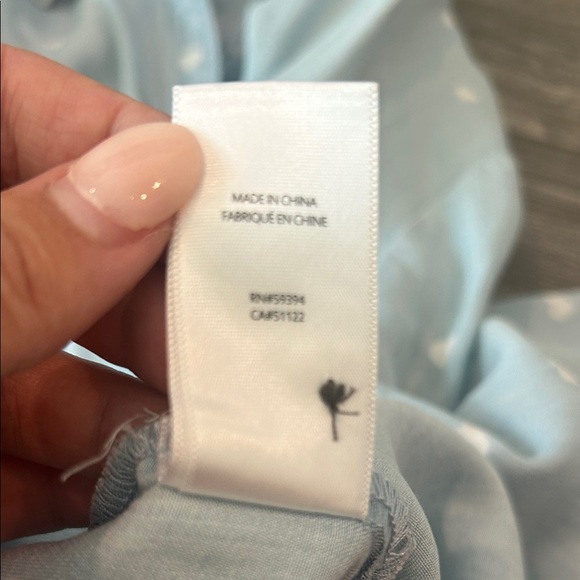 MADE IN CHINA
FABRIQUÉ EN CHINE
RN#59394
CA#51122